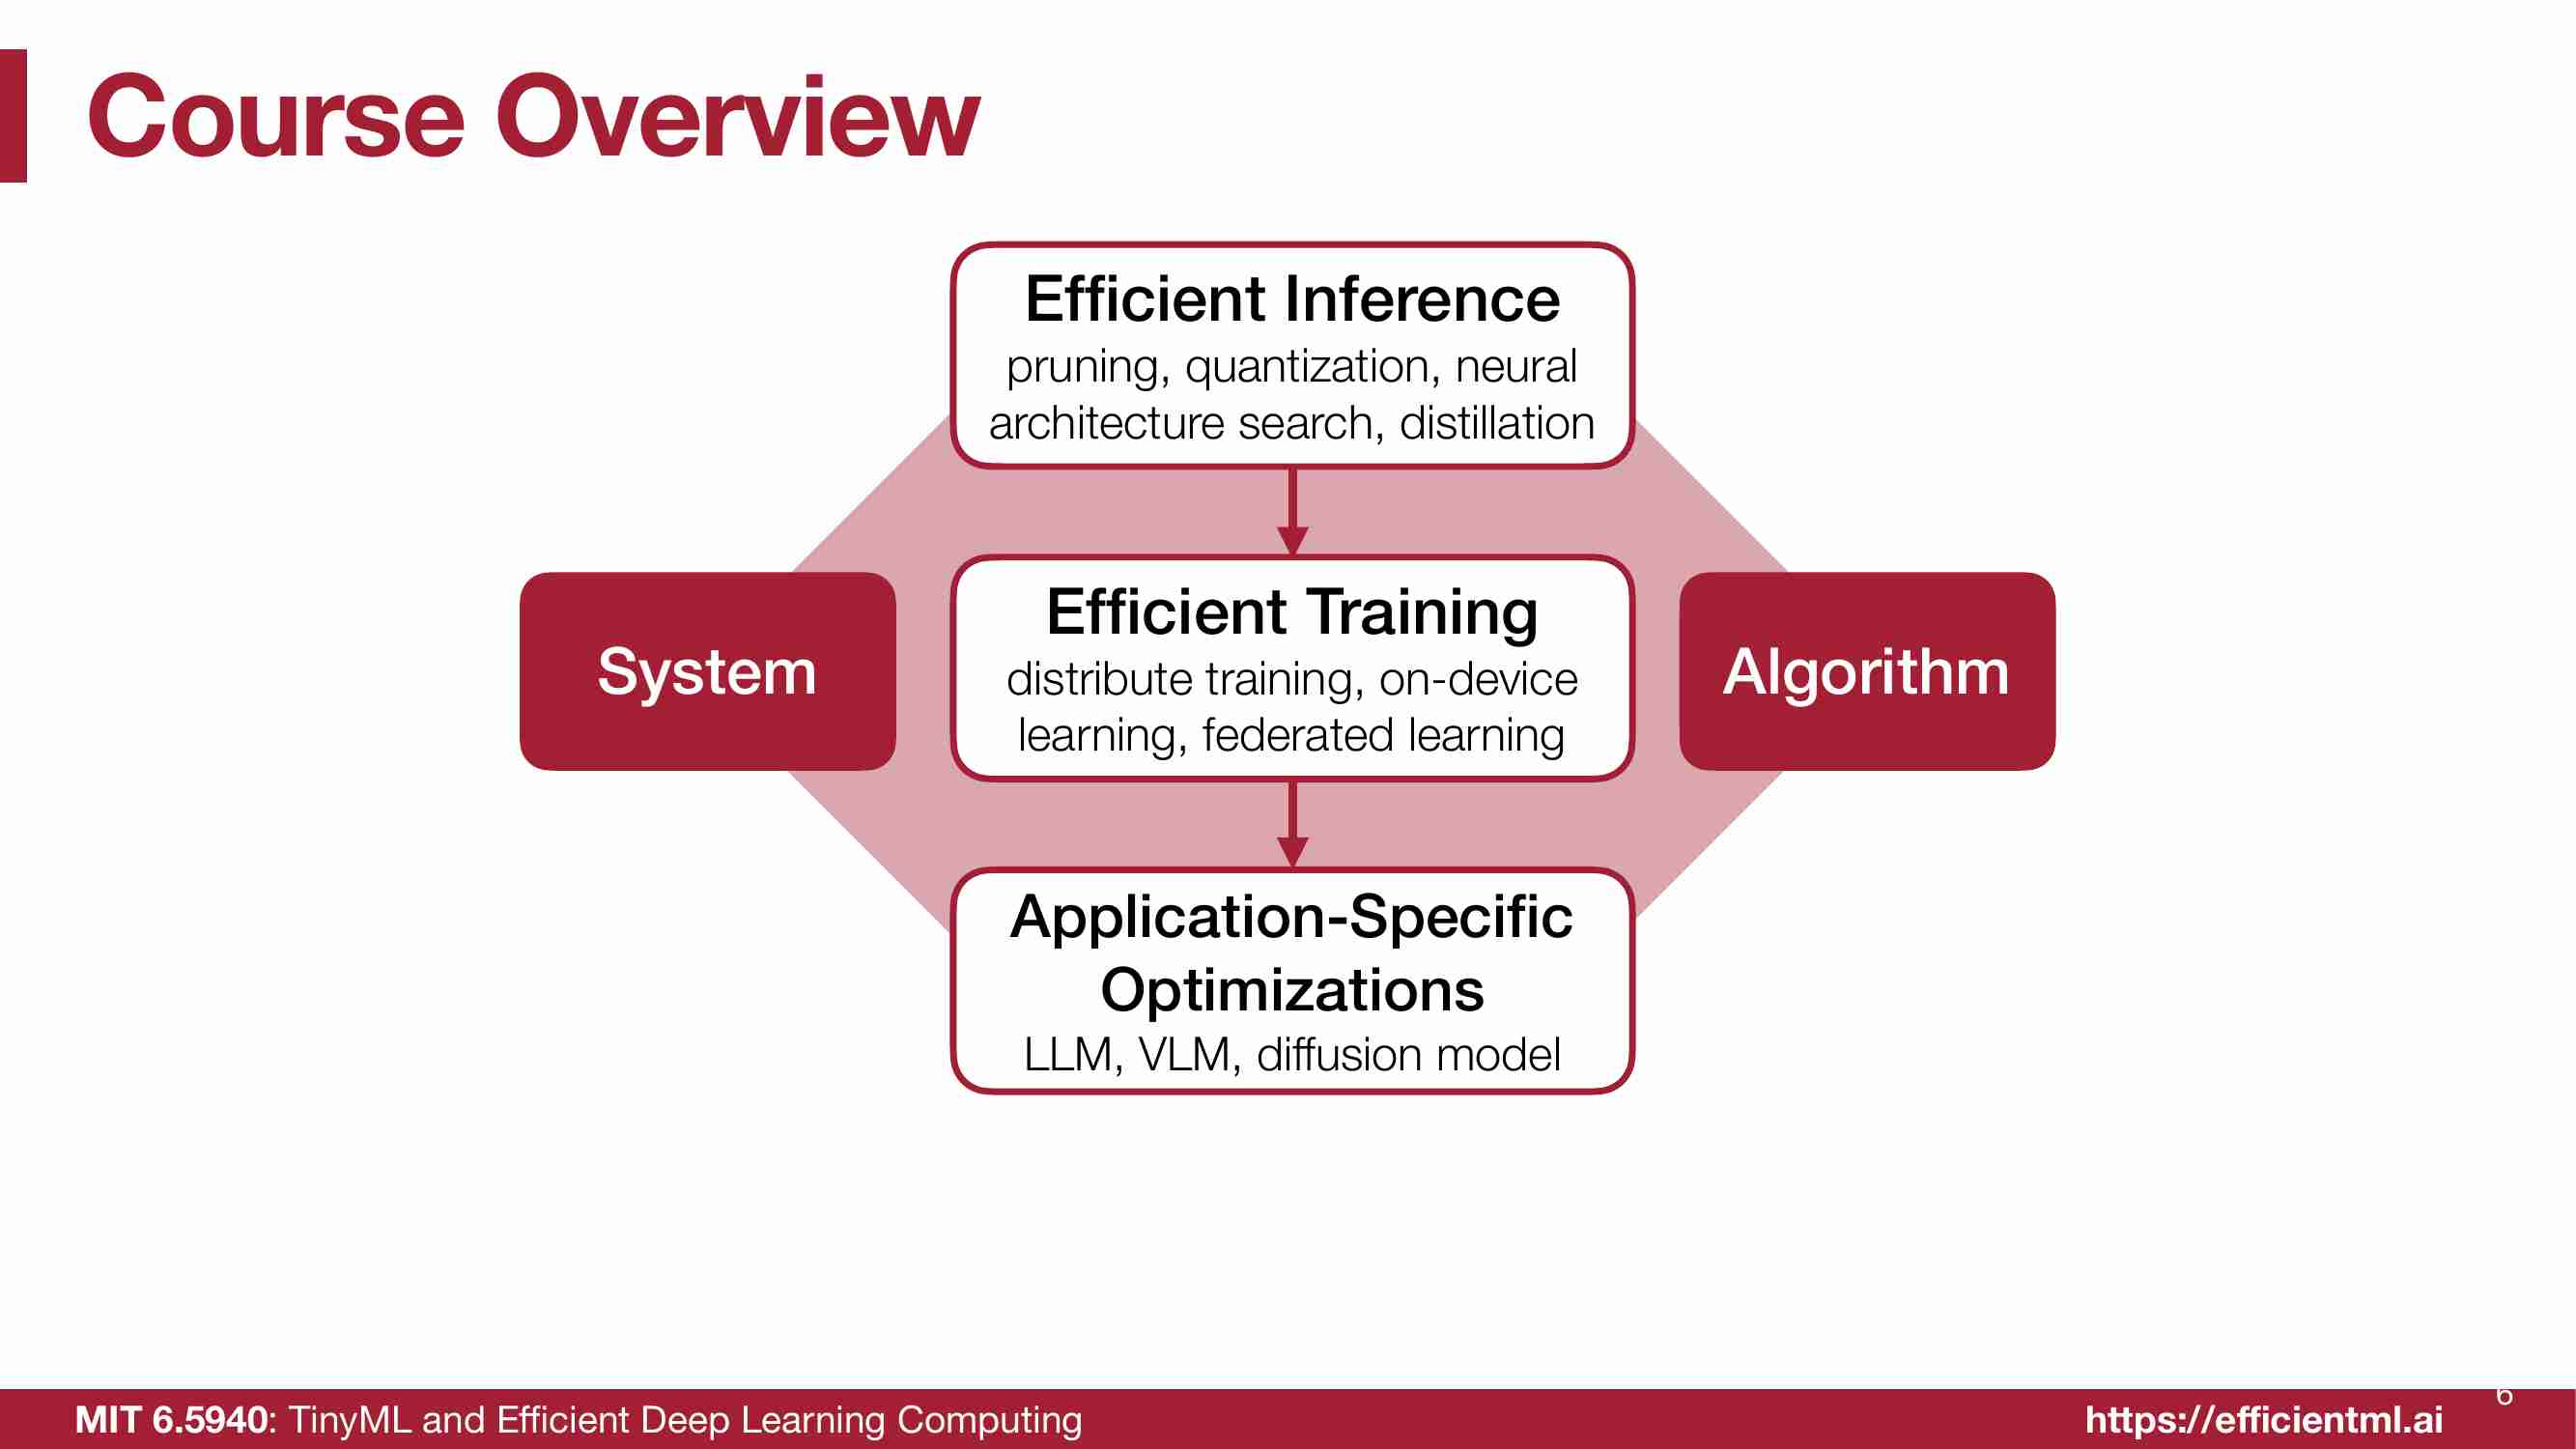 Course Overview
Efficient Inference
pruning, quantization, neural
architecture search, distillation
System
Efficient Training
distribute training, on-device
learning, federated learning
Algorithm
Application-Specific
Optimizations
LLM, VLM, diffusion model
MIT 6.5940: TinyML and Efficient Deep Learning Computing
https://efficientml.ai
6